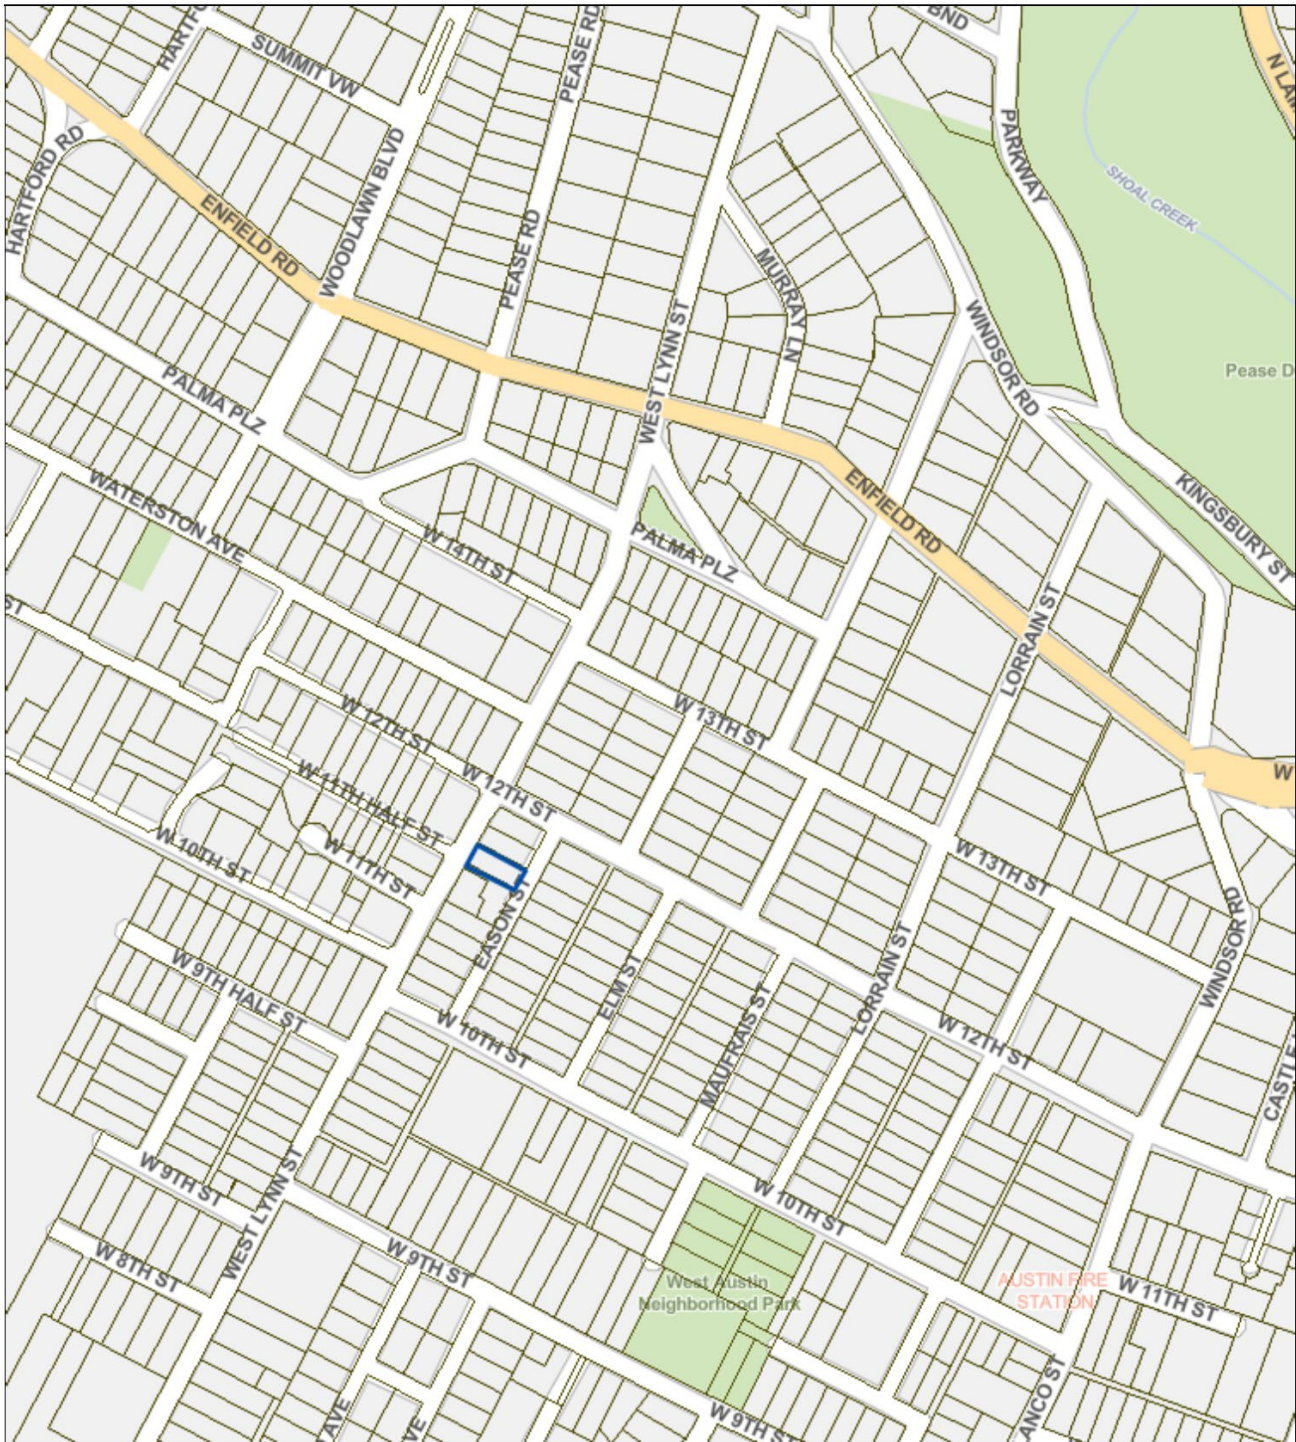 HARTFO
SUMMIT VW
PEASE RD
BND
N LAM
HARTFORD RD
WOODLAWN BLVD
PARKWAY
SHOAL CREEK
ENFIELD RD
PEASE RD
MURRAY LN
WEST LYNN ST
WINDSOR RD
Pease D
PALMA PLZ
WATERSTON AVE
W 14TH ST
PALMA PLZ
ENFIELD RD
KINGSBURY ST
ST
LORRAIN ST
W 12TH ST
W 13TH ST
W 11TH HALF ST
W 12TH ST
W
W 10TH ST
W 11TH ST
W 13TH ST
EASON ST
WINDSOR RD
W 9TH HALF ST
ELM ST
LORRAIN ST
W 10TH ST
MAUFRAIS ST
W 12TH ST
CASTLE
W 9TH ST
WEST LYNN ST
W 10TH ST
W 8TH ST
W 9TH ST
West Austin
Neighborhood Park
AUSTIN FIRE
STATION
W 11TH ST
AVE
VE
W 9TH ST
LANCO ST